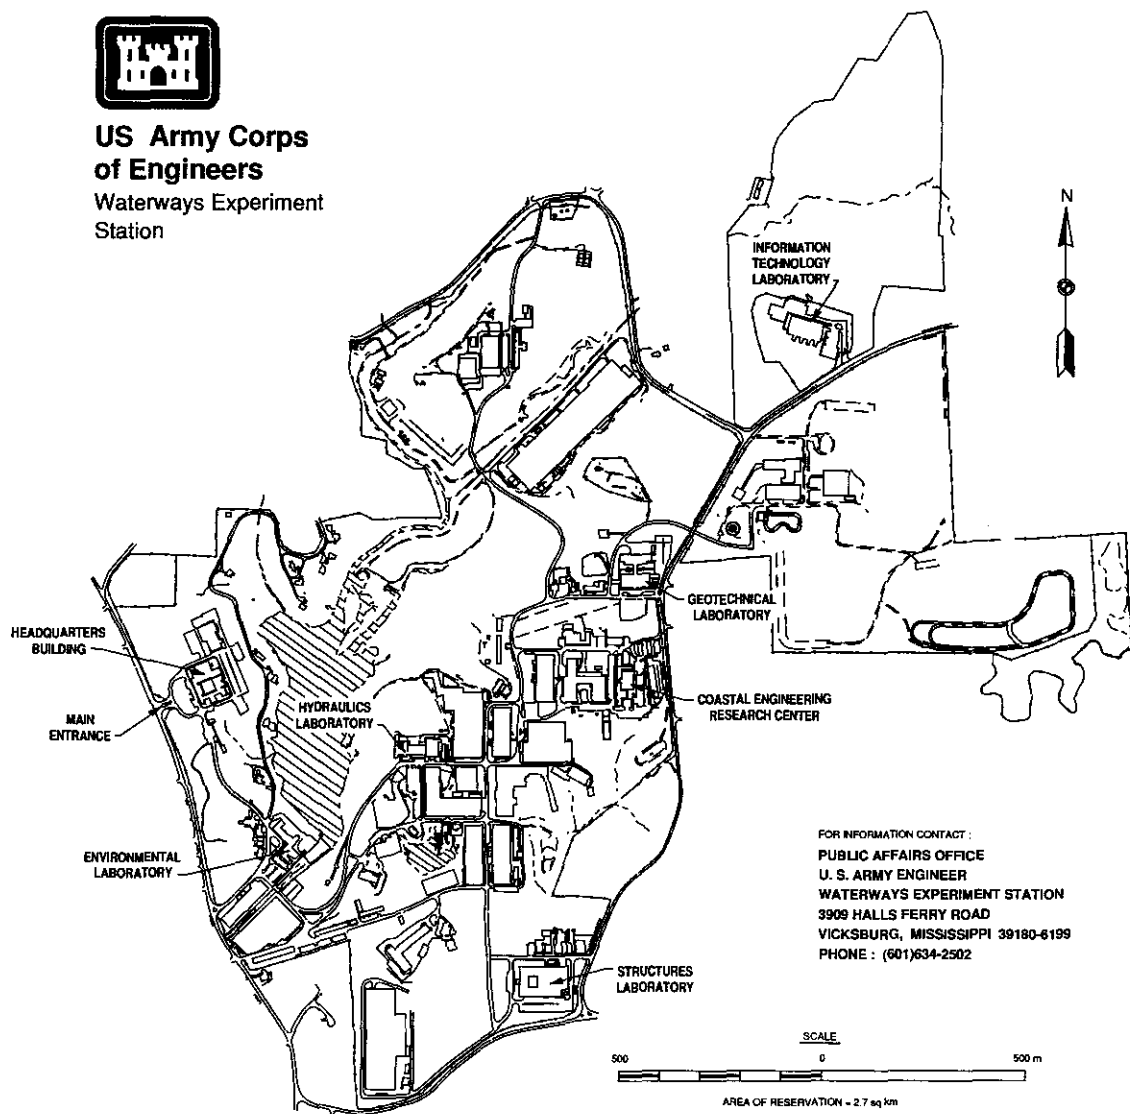 US Army Corps
of Engineers
Waterways Experiment
Station
N
INFORMATION
TECHNOLOGY
LABORATORY
GEOTECHNICAL
LABORATORY
HEADQUARTERS
BUILDING
MAIN
ENTRANCE
HYDRAULICS
LABORATORY
COASTAL ENGINEERING
RESEARCH CENTER
ENVIRONMENTAL
LABORATORY
STRUCTURES
LABORATORY
FOR INFORMATION CONTACT :
PUBLIC AFFAIRS OFFICE
U. S. ARMY ENGINEER
WATERWAYS EXPERIMENT STATION
3909 HALLS FERRY ROAD
VICKSBURG, MISSISSIPPI 39180-6199
PHONE : (601)634-2502
SCALE
500 0 500 m
AREA OF RESERVATION = 2.7 sq km